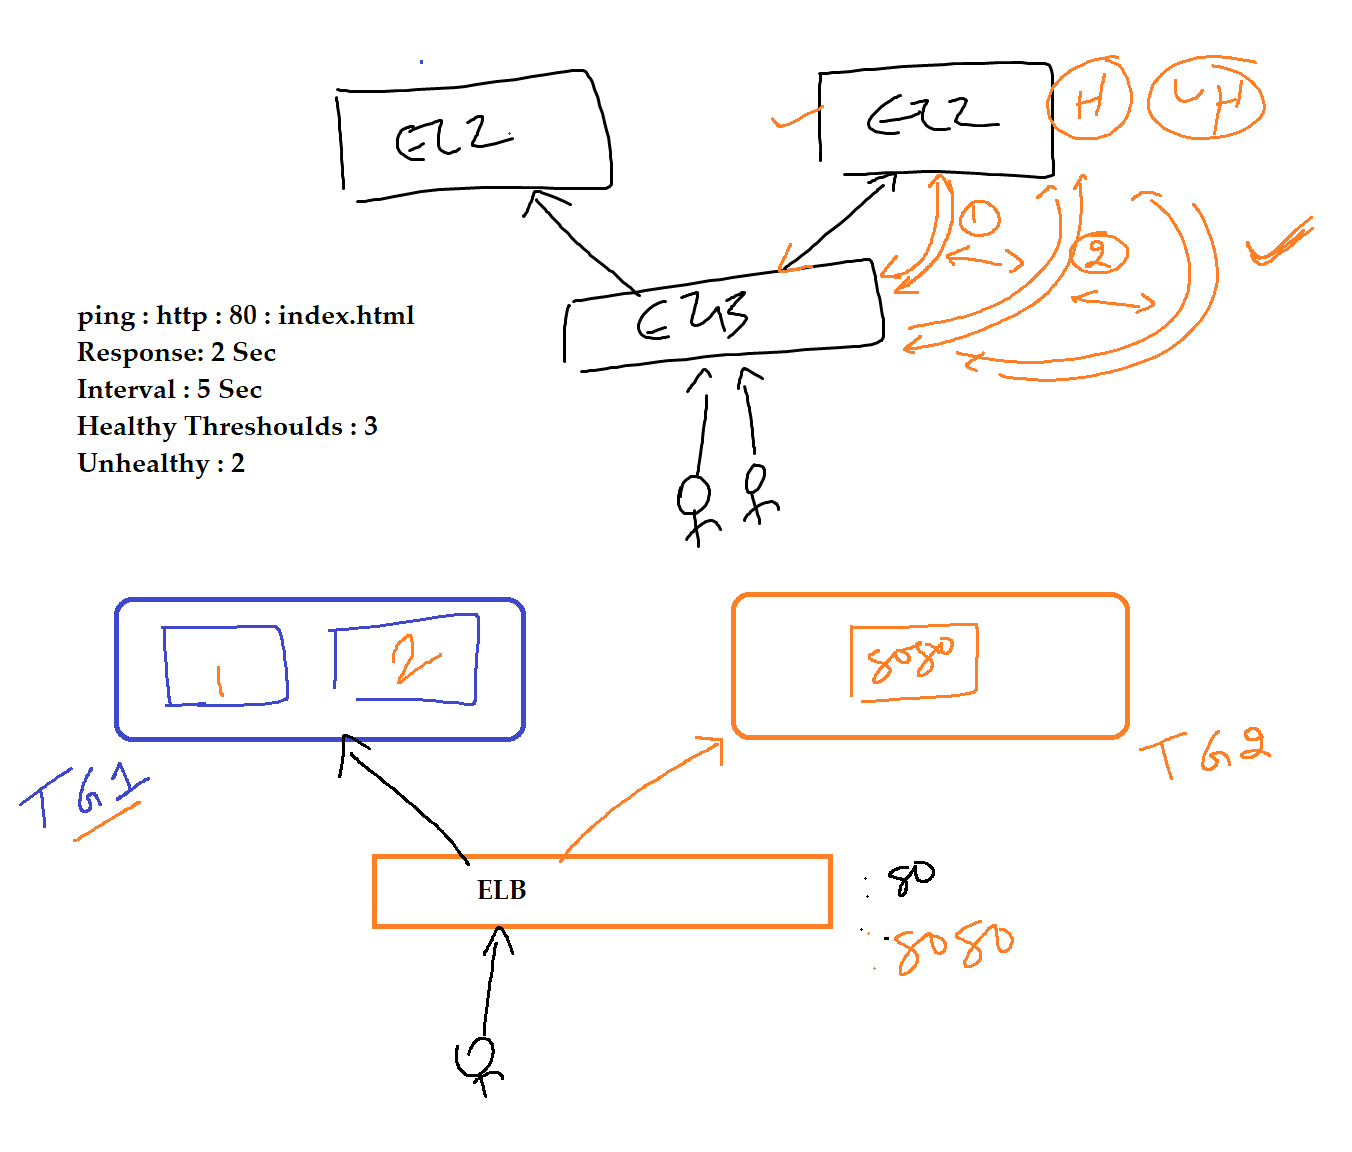 EC2
EC2
H
UH
1
2
ELB
ping : http : 80 : index.html
Response: 2 Sec
Interval : 5 Sec
Healthy Threshoulds : 3
Unhealthy : 2
1
2
8080
TG1
TG2
ELB
: 80
: 8080